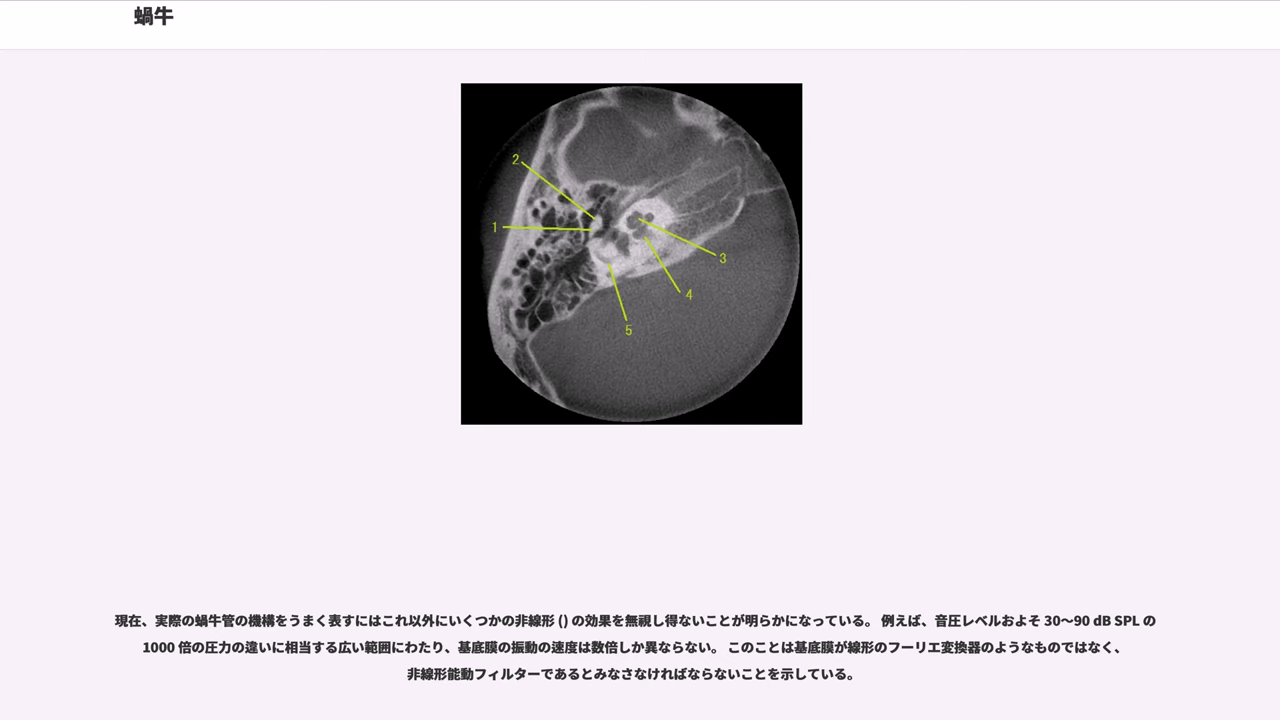 蝸牛
2
1
3
4
5
現在、実際の蝸牛管の機構をうまく表すにはこれ以外にいくつかの非線形 () の効果を無視し得ないことが明らかになっている。 例えば、音圧レベルおよそ 30〜90 dB SPL の
1000 倍の圧力の違いに相当する広い範囲にわたり、基底膜の振動の速度は数倍しか異ならない。 このことは基底膜が線形のフーリエ変換器のようなものではなく、
非線形能動フィルターであるとみなさなければならないことを示している。